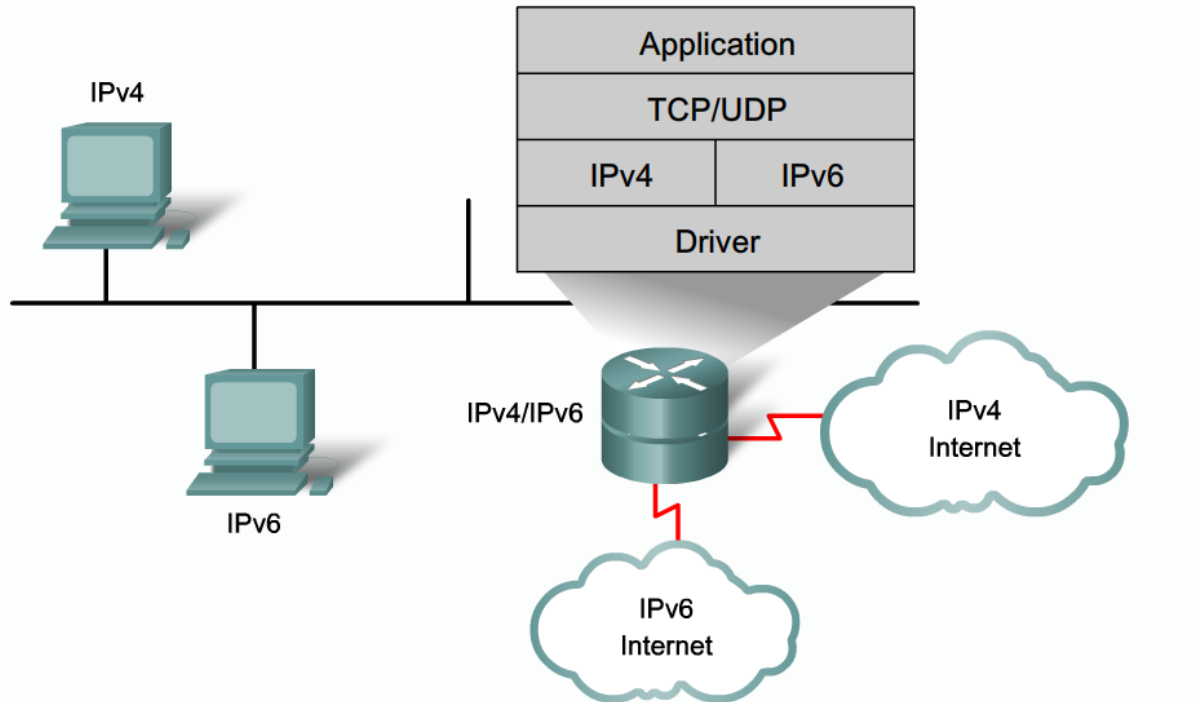 Application
IPv4
TCP/UDP
IPv4 IPv6
Driver
IPv4/IPv6
IPv4
Internet
IPv6
IPv6
Internet